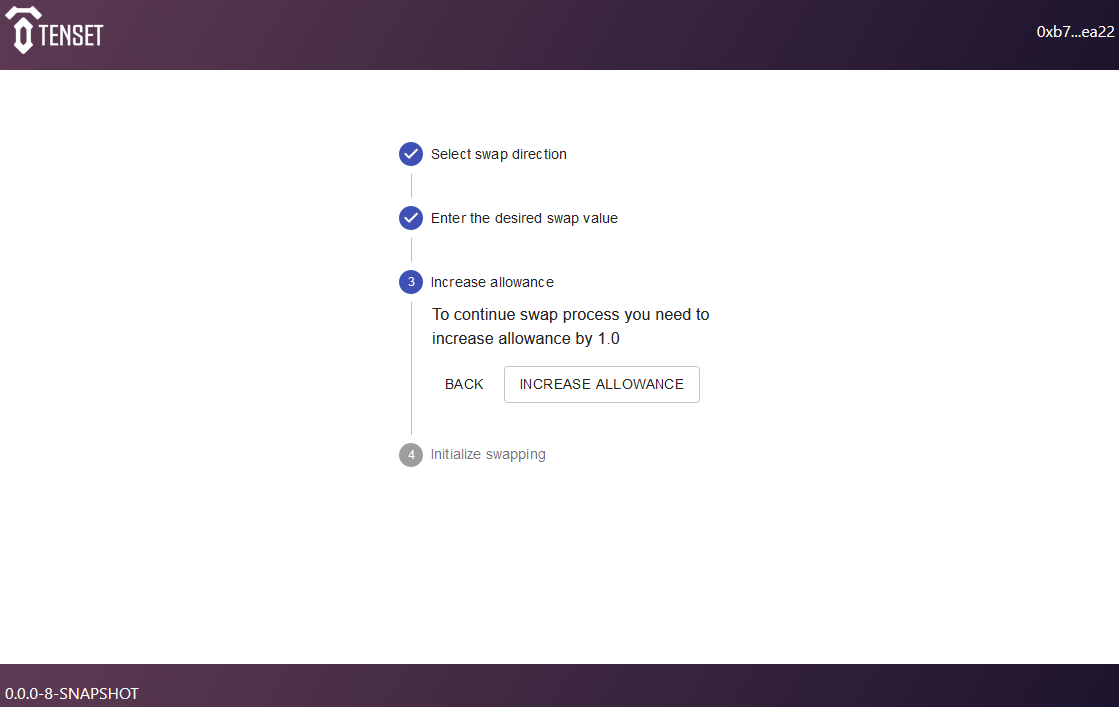 TENSET
0xb7...ea22
Select swap direction
Enter the desired swap value
3 Increase allowance
To continue swap process you need to
increase allowance by 1.0
BACK INCREASE ALLOWANCE
4 Initialize swapping
0.0.0-8-SNAPSHOT